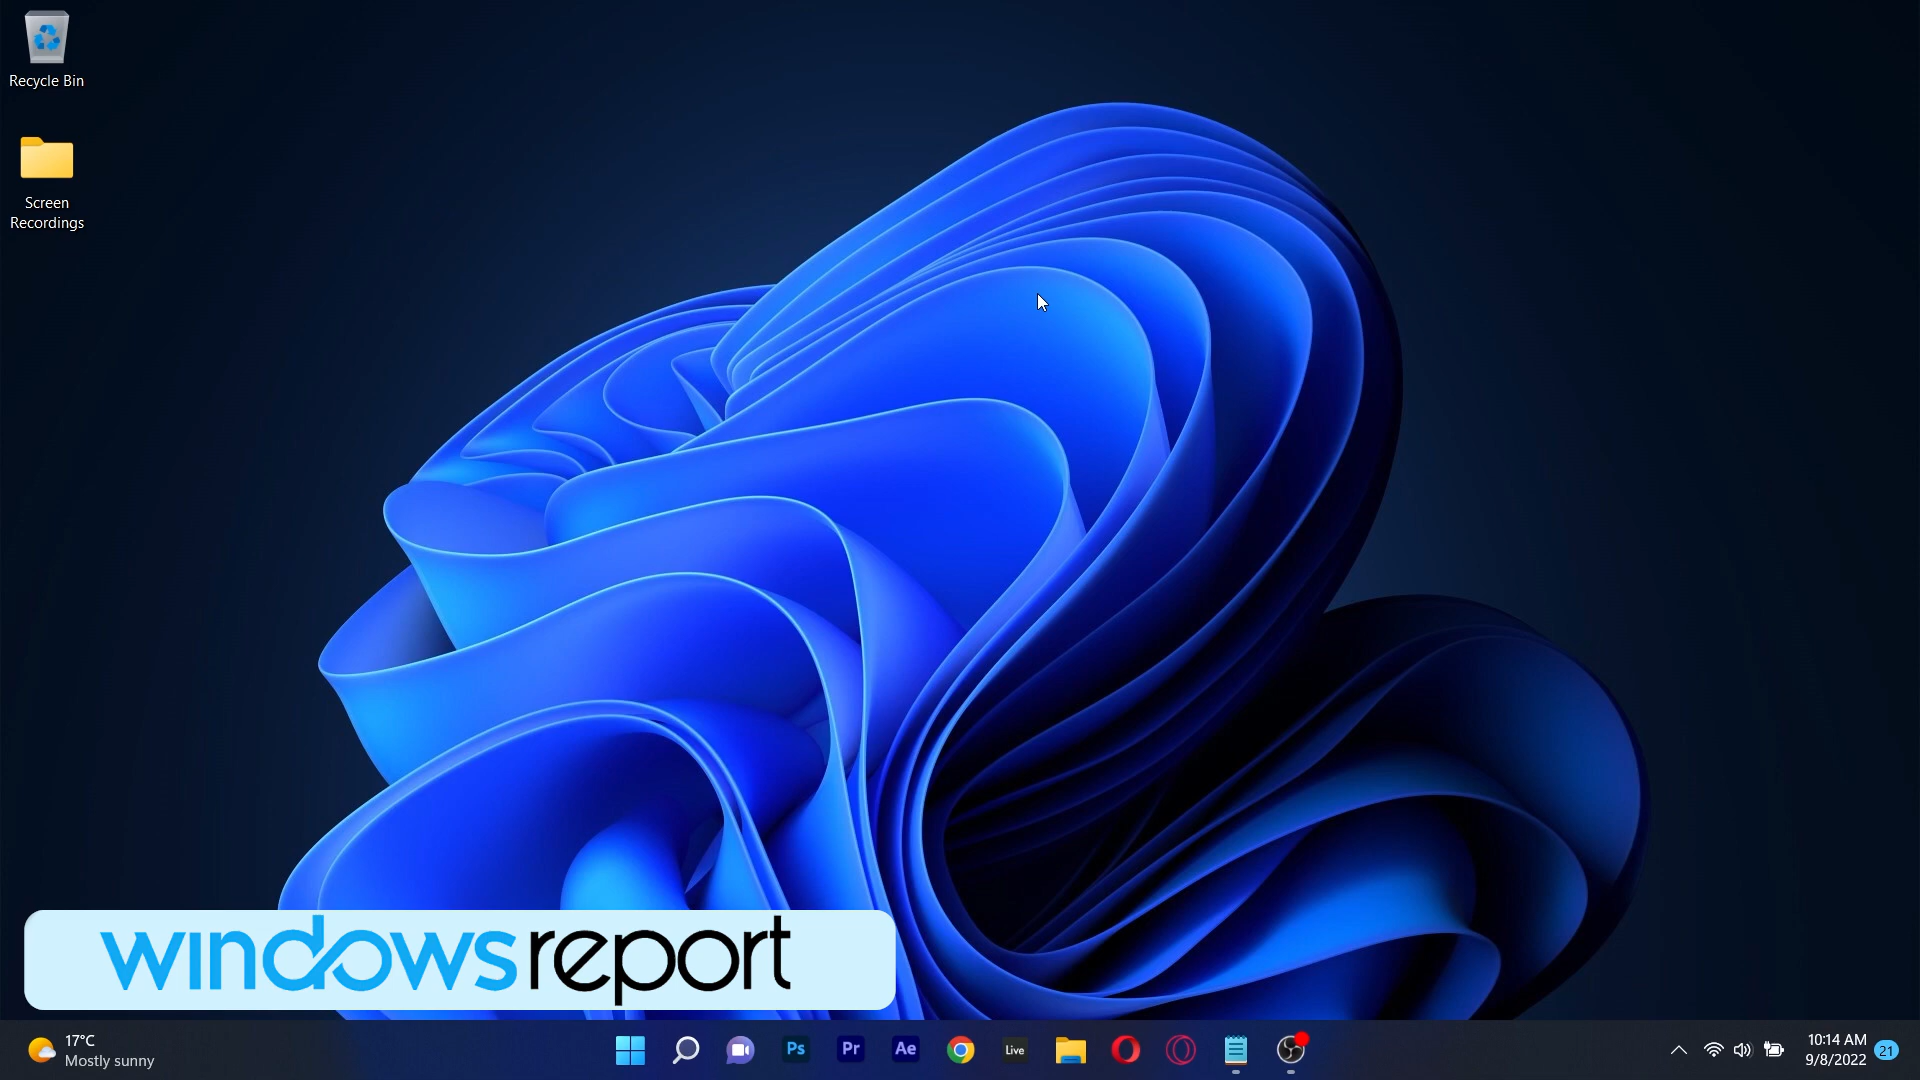 Recycle Bin
Screen
Recordings
windowsreport
17°C
Mostly sunny
Ps
Pr
Ae
Live
10:14 AM
9/8/2022
21